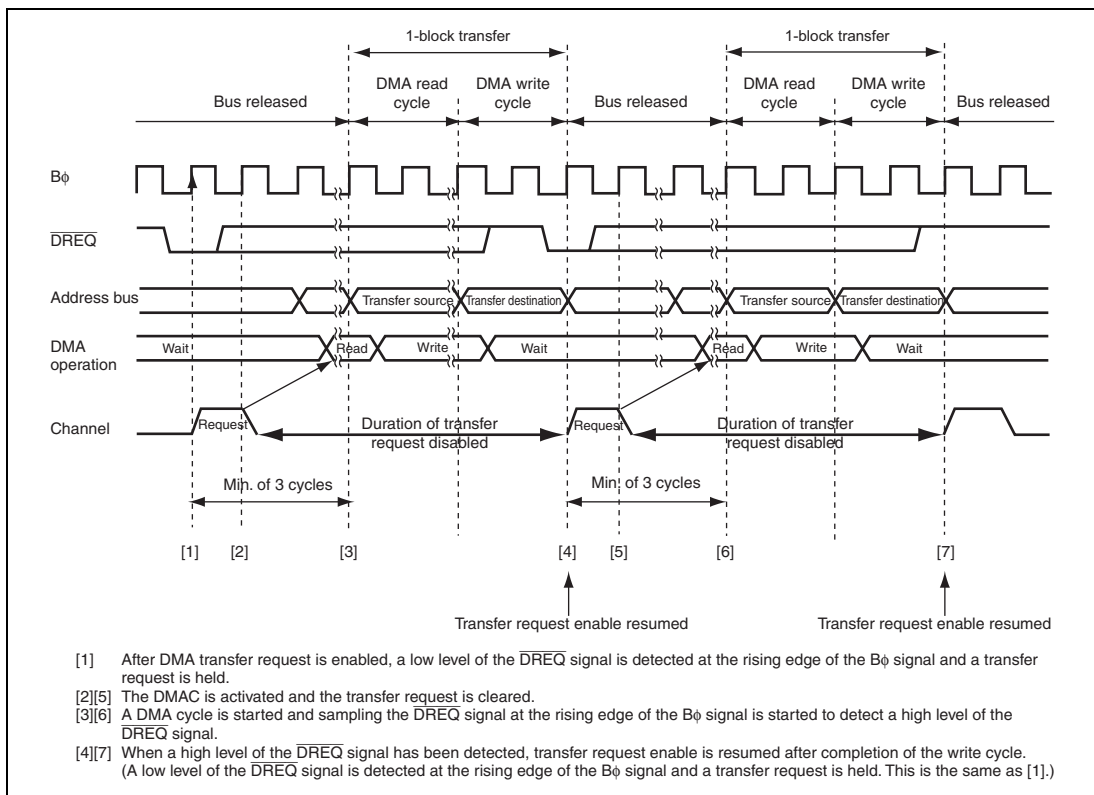 1-block transfer
1-block transfer
DMA read cycle
DMA write cycle
DMA read cycle
DMA write cycle
Bus released
Bus released
Bus released
Bφ
DREQ
Address bus
Transfer source
Transfer destination
Transfer source
Transfer destination
DMA operation
Wait
Read
Write
Wait
Read
Write
Wait
Channel
Request
Duration of transfer request disabled
Request
Duration of transfer request disabled
Min. of 3 cycles
Min. of 3 cycles
[1]
[2]
[3]
[4]
[5]
[6]
[7]
Transfer request enable resumed
Transfer request enable resumed
[1] After DMA transfer request is enabled, a low level of the DREQ signal is detected at the rising edge of the Bφ signal and a transfer
request is held.
[2][5] The DMAC is activated and the transfer request is cleared.
[3][6] A DMA cycle is started and sampling the DREQ signal at the rising edge of the Bφ signal is started to detect a high level of the
DREQ signal.
[4][7] When a high level of the DREQ signal has been detected, transfer request enable is resumed after completion of the write cycle.
(A low level of the DREQ signal is detected at the rising edge of the Bφ signal and a transfer request is held. This is the same as [1].)